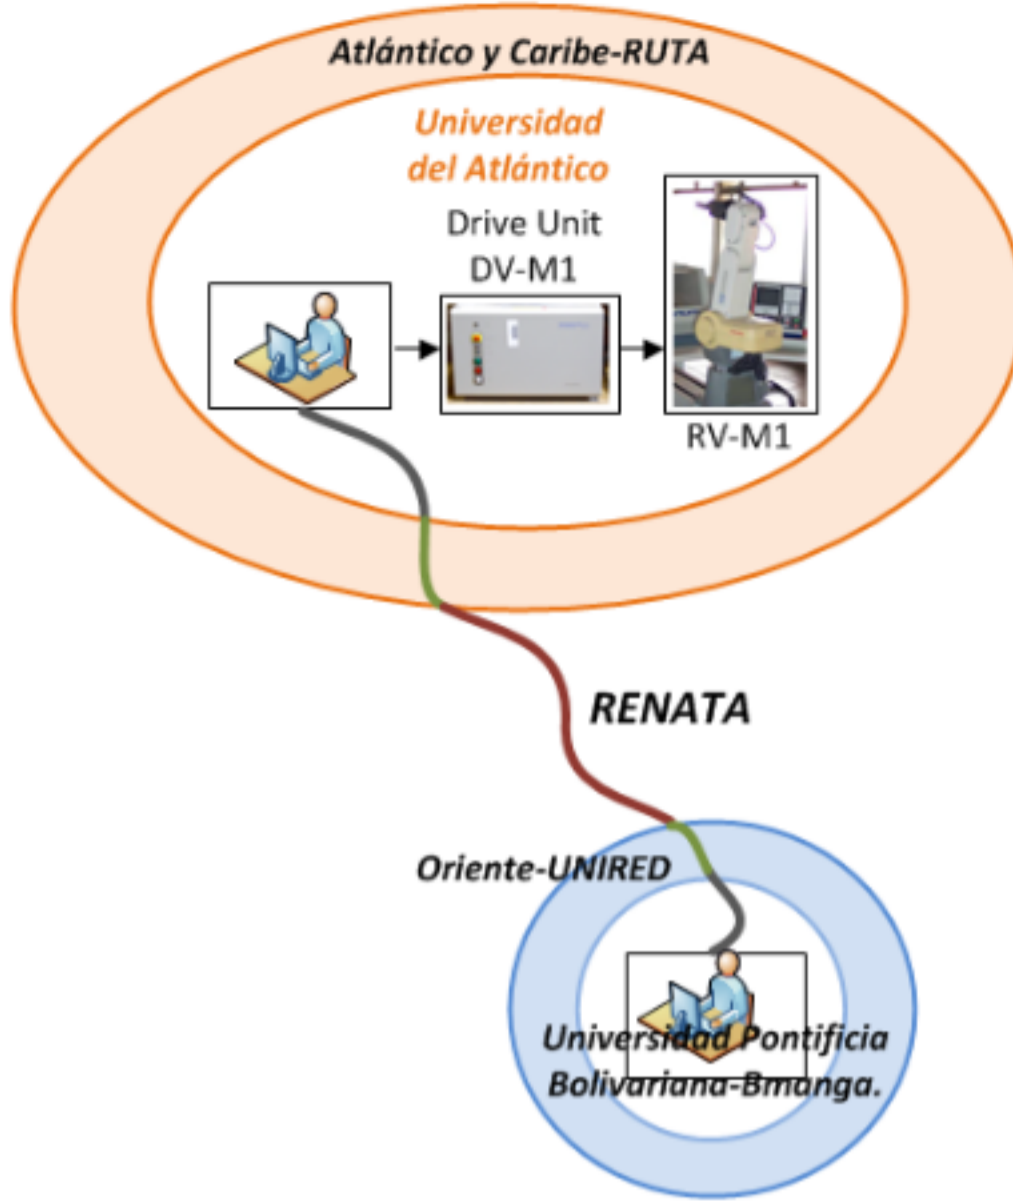 Atlántico y Caribe-RUTA
Universidad
del Atlántico
Drive Unit
DV-M1
RV-M1
RENATA
Oriente-UNIRED
Universidad Pontificia
Bolivariana-Bmanga.